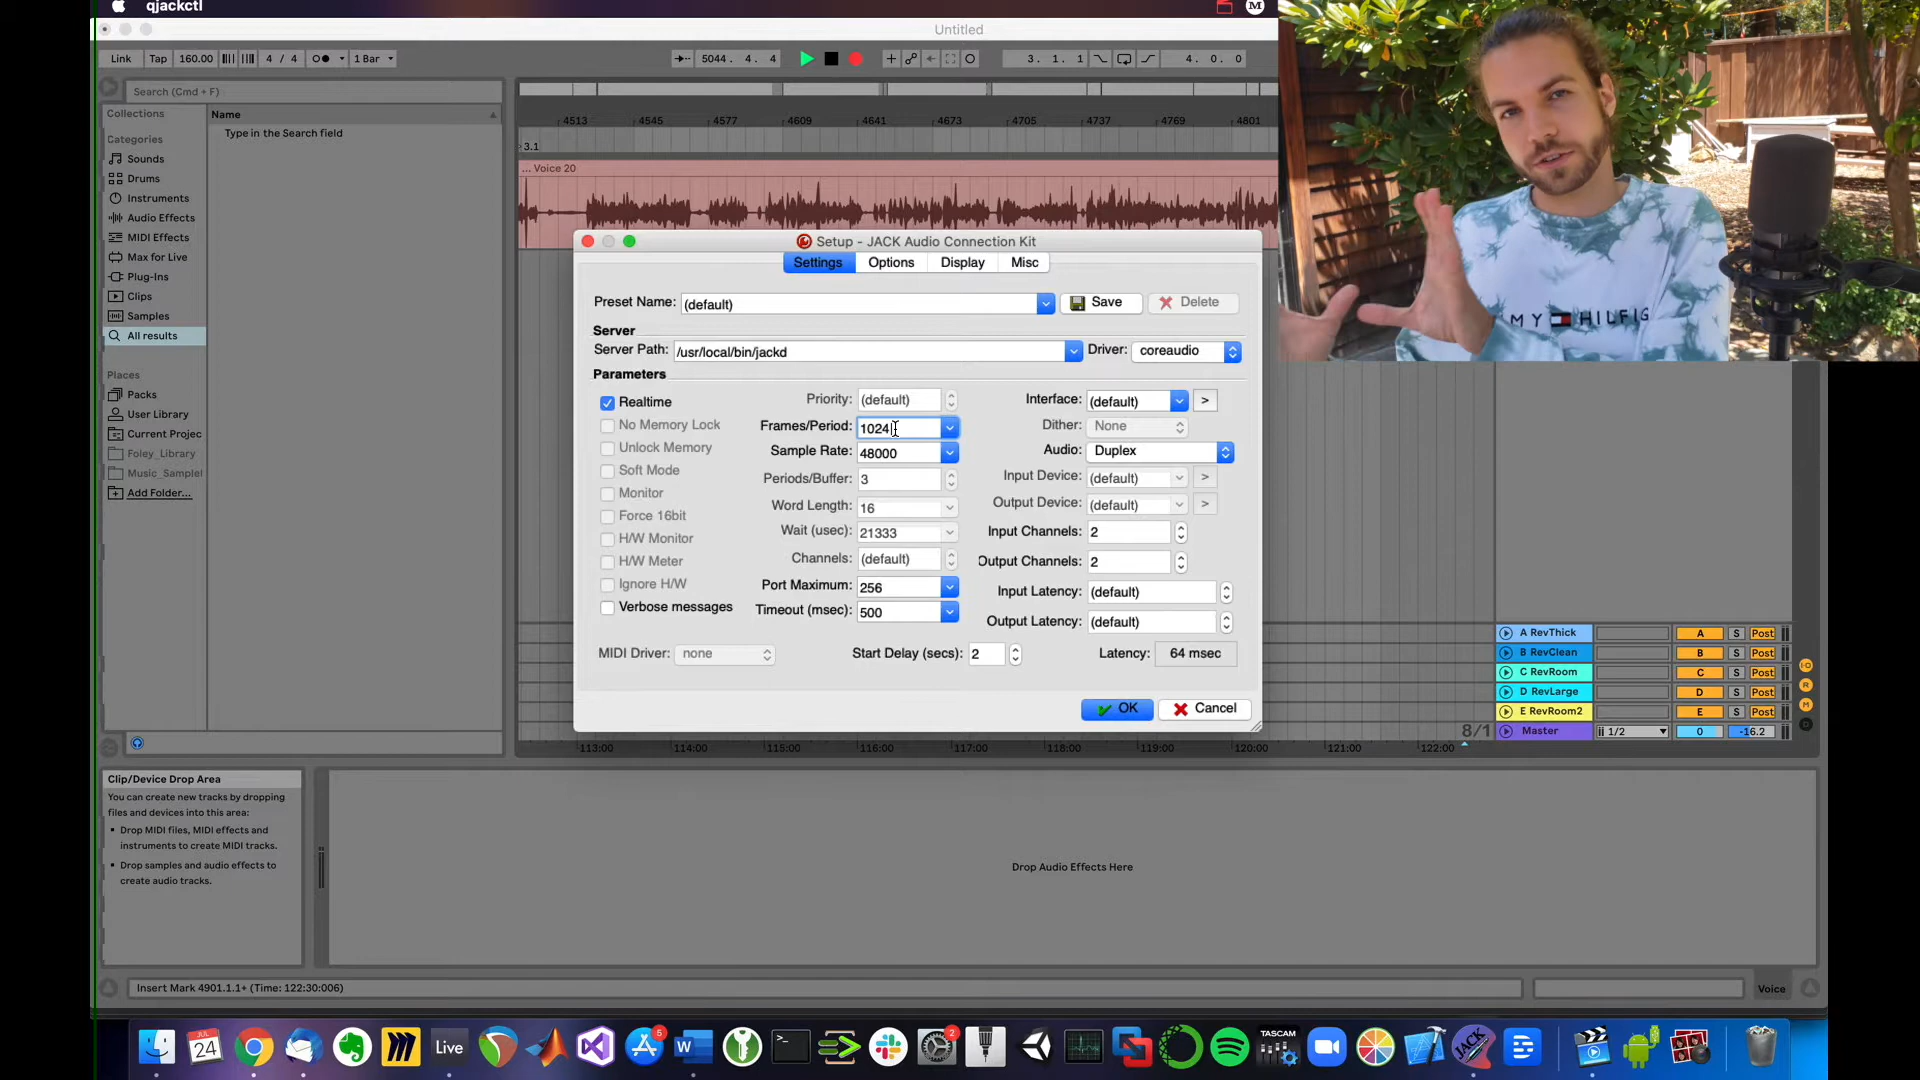 qjackctl
Untitled
Link Tap 160.00 4 / 4 1 Bar 5044. 4. 4 3. 1. 1 4. 0. 0
Search (Cmd + F)
Collections
Name
Type in the Search field
Categories
Sounds
Drums
Instruments
Audio Effects
MIDI Effects
Max for Live
Plug-Ins
Clips
Samples
All results
Places
Packs
User Library
Current Projec
Foley_Library
Music_Sample
Add Folder...
4513 4545 4577 4609 4641 4673 4705 4737 4769 4801
3.1
... Voice 20
MY HILFIG
Setup - JACK Audio Connection Kit
Settings Options Display Misc
Preset Name: (default) Save Delete
Server
Server Path: /usr/local/bin/jackd Driver: coreaudio
Parameters
Realtime
No Memory Lock
Unlock Memory
Soft Mode
Monitor
Force 16bit
H/W Monitor
H/W Meter
Ignore H/W
Verbose messages
Priority: (default)
Frames/Period: 1024
Sample Rate: 48000
Periods/Buffer: 3
Word Length: 16
Wait (usec): 21333
Channels: (default)
Port Maximum: 256
Timeout (msec): 500
Interface: (default) >
Dither: None
Audio: Duplex
Input Device: (default) >
Output Device: (default) >
Input Channels: 2
Output Channels: 2
Input Latency: (default)
Output Latency: (default)
MIDI Driver: none Start Delay (secs): 2 Latency: 64 msec
OK Cancel
A RevThick A S Post
B RevClean B S Post
C RevRoom C S Post
D RevLarge D S Post
E RevRoom2 E S Post
8/1 Master 1/2 0 -16.2
113:00 114:00 115:00 116:00 117:00 118:00 119:00 120:00 121:00 122:00
Clip/Device Drop Area
You can create new tracks by dropping
files and devices into this area:
Drop MIDI files, MIDI effects and
instruments to create MIDI tracks.
Drop samples and audio effects to
create audio tracks.
Drop Audio Effects Here
Insert Mark 4901.1.1+ (Time: 122:30:006)
Voice
JUL
24
Live
6
W
2
TASCAM
JACK